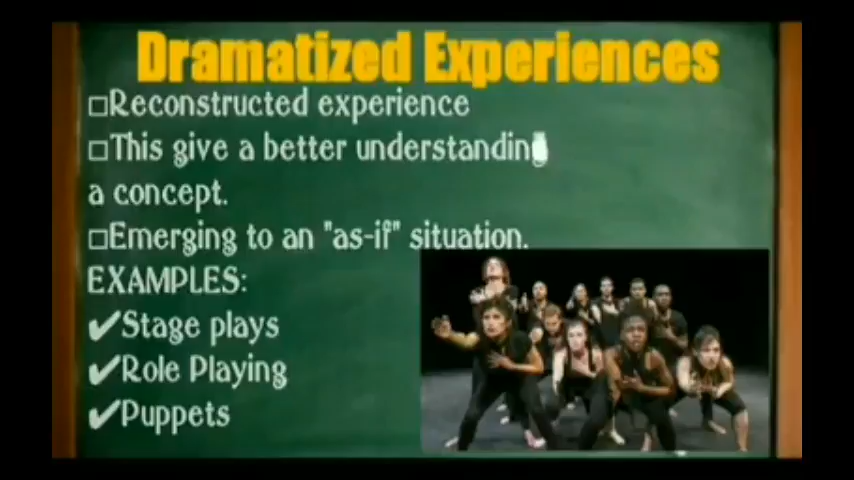 Dramatized Experiences
□Reconstructed experience
□This give a better understanding
a concept.
□Emerging to an "as-if" situation.
EXAMPLES:
✔Stage plays
✔Role Playing
✔Puppets